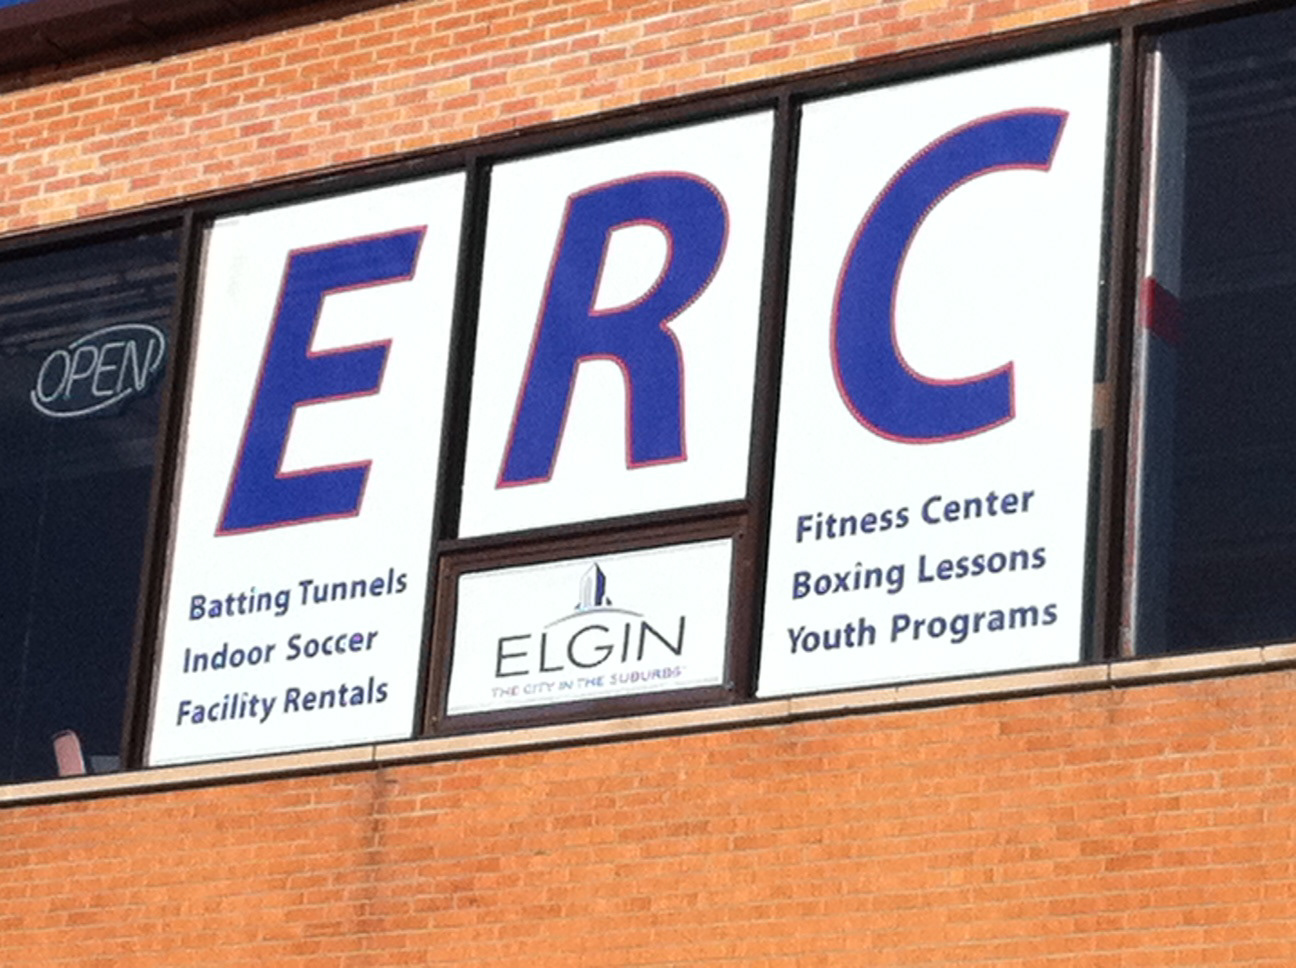 OPEN
E R C
Batting Tunnels
Indoor Soccer
Facility Rentals
ELGIN
THE CITY IN THE SUBURBS
Fitness Center
Boxing Lessons
Youth Programs